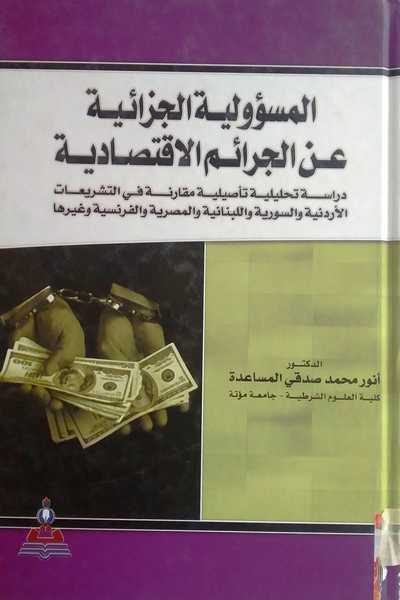 المسؤولية الجزائية
عن الجرائم الاقتصادية
دراسة تحليلية تأصيلية مقارنة في التشريعات
الأردنية والسورية واللبنانية والمصرية والفرنسية وغيرها
الدكتور
أنور محمد صدقي المساعدة
كلية العلوم الشرطية - جامعة مؤتة
100